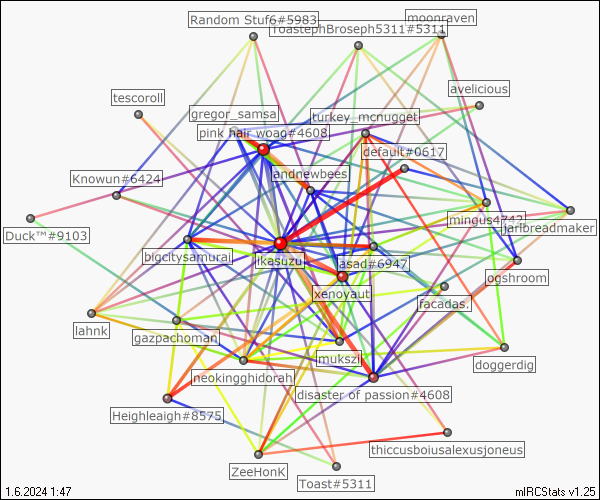 Random Stuf6#5983
moonraven
ToastephBroseph5311#5311
avelicious
tescoroll
gregor_samsa
turkey_mcnugget
pink hair woag#4608
default#0617
andnewbees
Knowun#6424
mingus4742
jarlbreadmaker
Duck™#9103
bigcitysamurai
ikasuzu
asad#6947
ogshroom
xenoyaut
facadas.
lahnk
gazpachoman
mukszi
doggerdig
neokingghidorah
disaster of passion#4608
Heighleaigh#8575
thiccusboiusalexusjoneus
ZeeHonk
Toast#5311
1.6.2024 1:47
mIRCStats v1.25